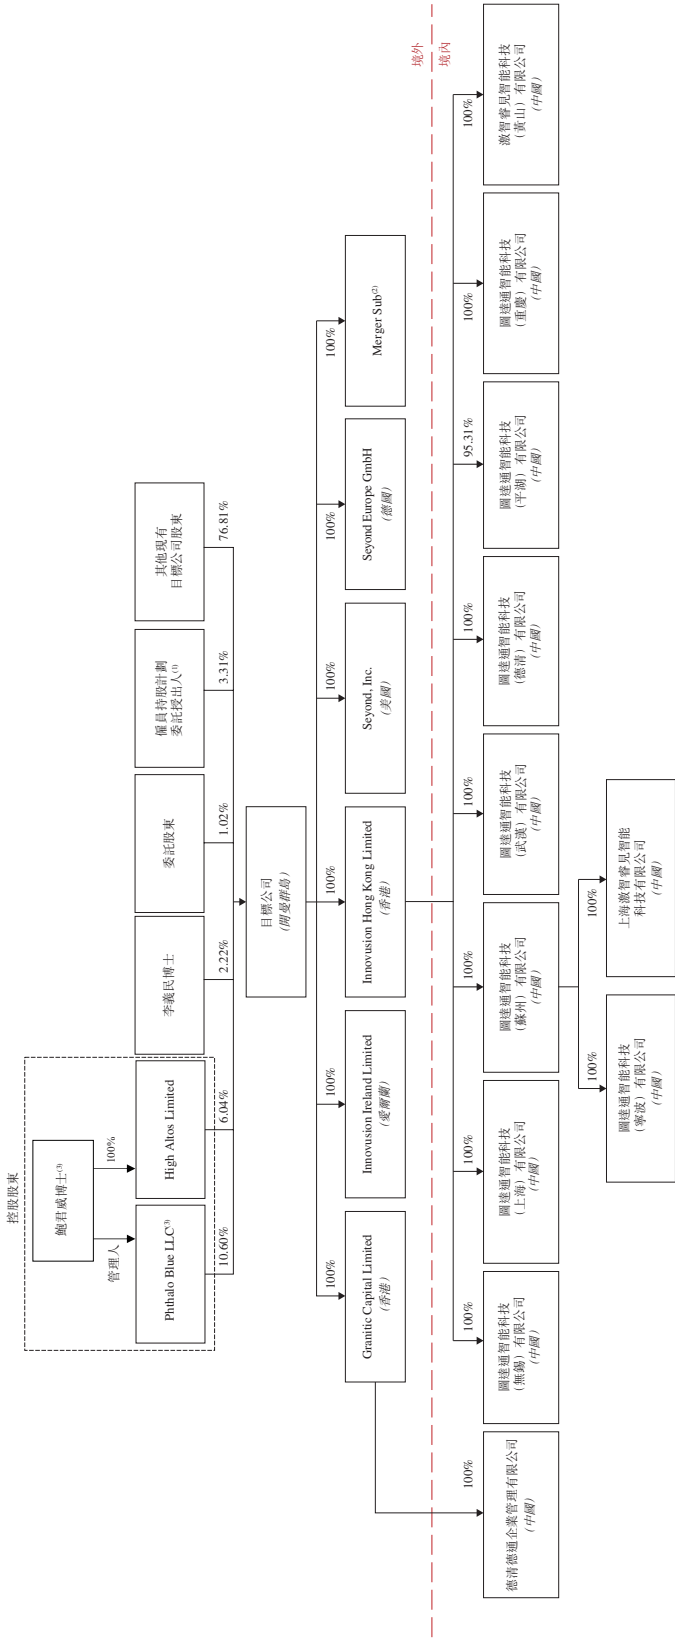 控股股東
鮑君威博士(3)
管理人
100%
Phthalo Blue LLC(3)
High Altos Limited
李義民博士
委託股東
僱員持股計劃
委託授出人(1)
其他現有
目標公司股東
10.60%
6.04%
2.22%
1.02%
3.31%
76.81%
目標公司
(開曼群島)
100%
100%
100%
100%
100%
100%
Granitic Capital Limited
(香港)
Innovusion Ireland Limited
(愛爾蘭)
Innovusion Hong Kong Limited
(香港)
Seyond, Inc.
(美國)
Seyond Europe GmbH
(德國)
Merger Sub(2)
境外
境內
100%
100%
100%
100%
100%
100%
95.31%
100%
100%
德清德通企業管理有限公司
(中國)
圖達通智能科技
(無錫)有限公司
(中國)
圖達通智能科技
(上海)有限公司
(中國)
圖達通智能科技
(蘇州)有限公司
(中國)
圖達通智能科技
(武漢)有限公司
(中國)
圖達通智能科技
(德清)有限公司
(中國)
圖達通智能科技
(平湖)有限公司
(中國)
圖達通智能科技
(重慶)有限公司
(中國)
激智睿見智能科技
(黃山)有限公司
(中國)
100%
100%
圖達通智能科技
(寧波)有限公司
(中國)
上海激智睿見智能
科技有限公司
(中國)